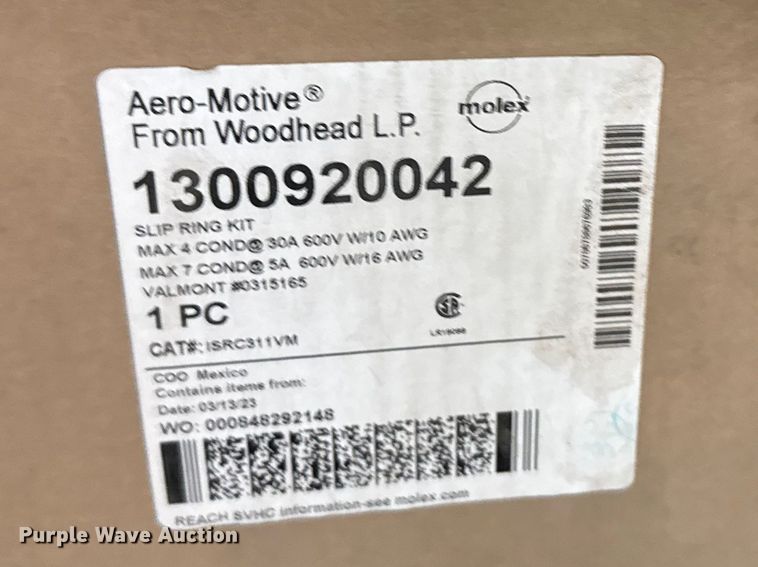 Aero-Motive®
From Woodhead L.P.
molex
1300920042
SLIP RING KIT
MAX 4 COND@ 30A 600V W/10 AWG
MAX 7 COND@ 5A 600V W/16 AWG
VALMONT #0315165
1 PC
CAT#: ISRC311VM
COO Mexico
Contains items from:
Date: 03/13/23
WO: 000848292148
REACH SVHC information-see molex.com
Purple Wave Auction